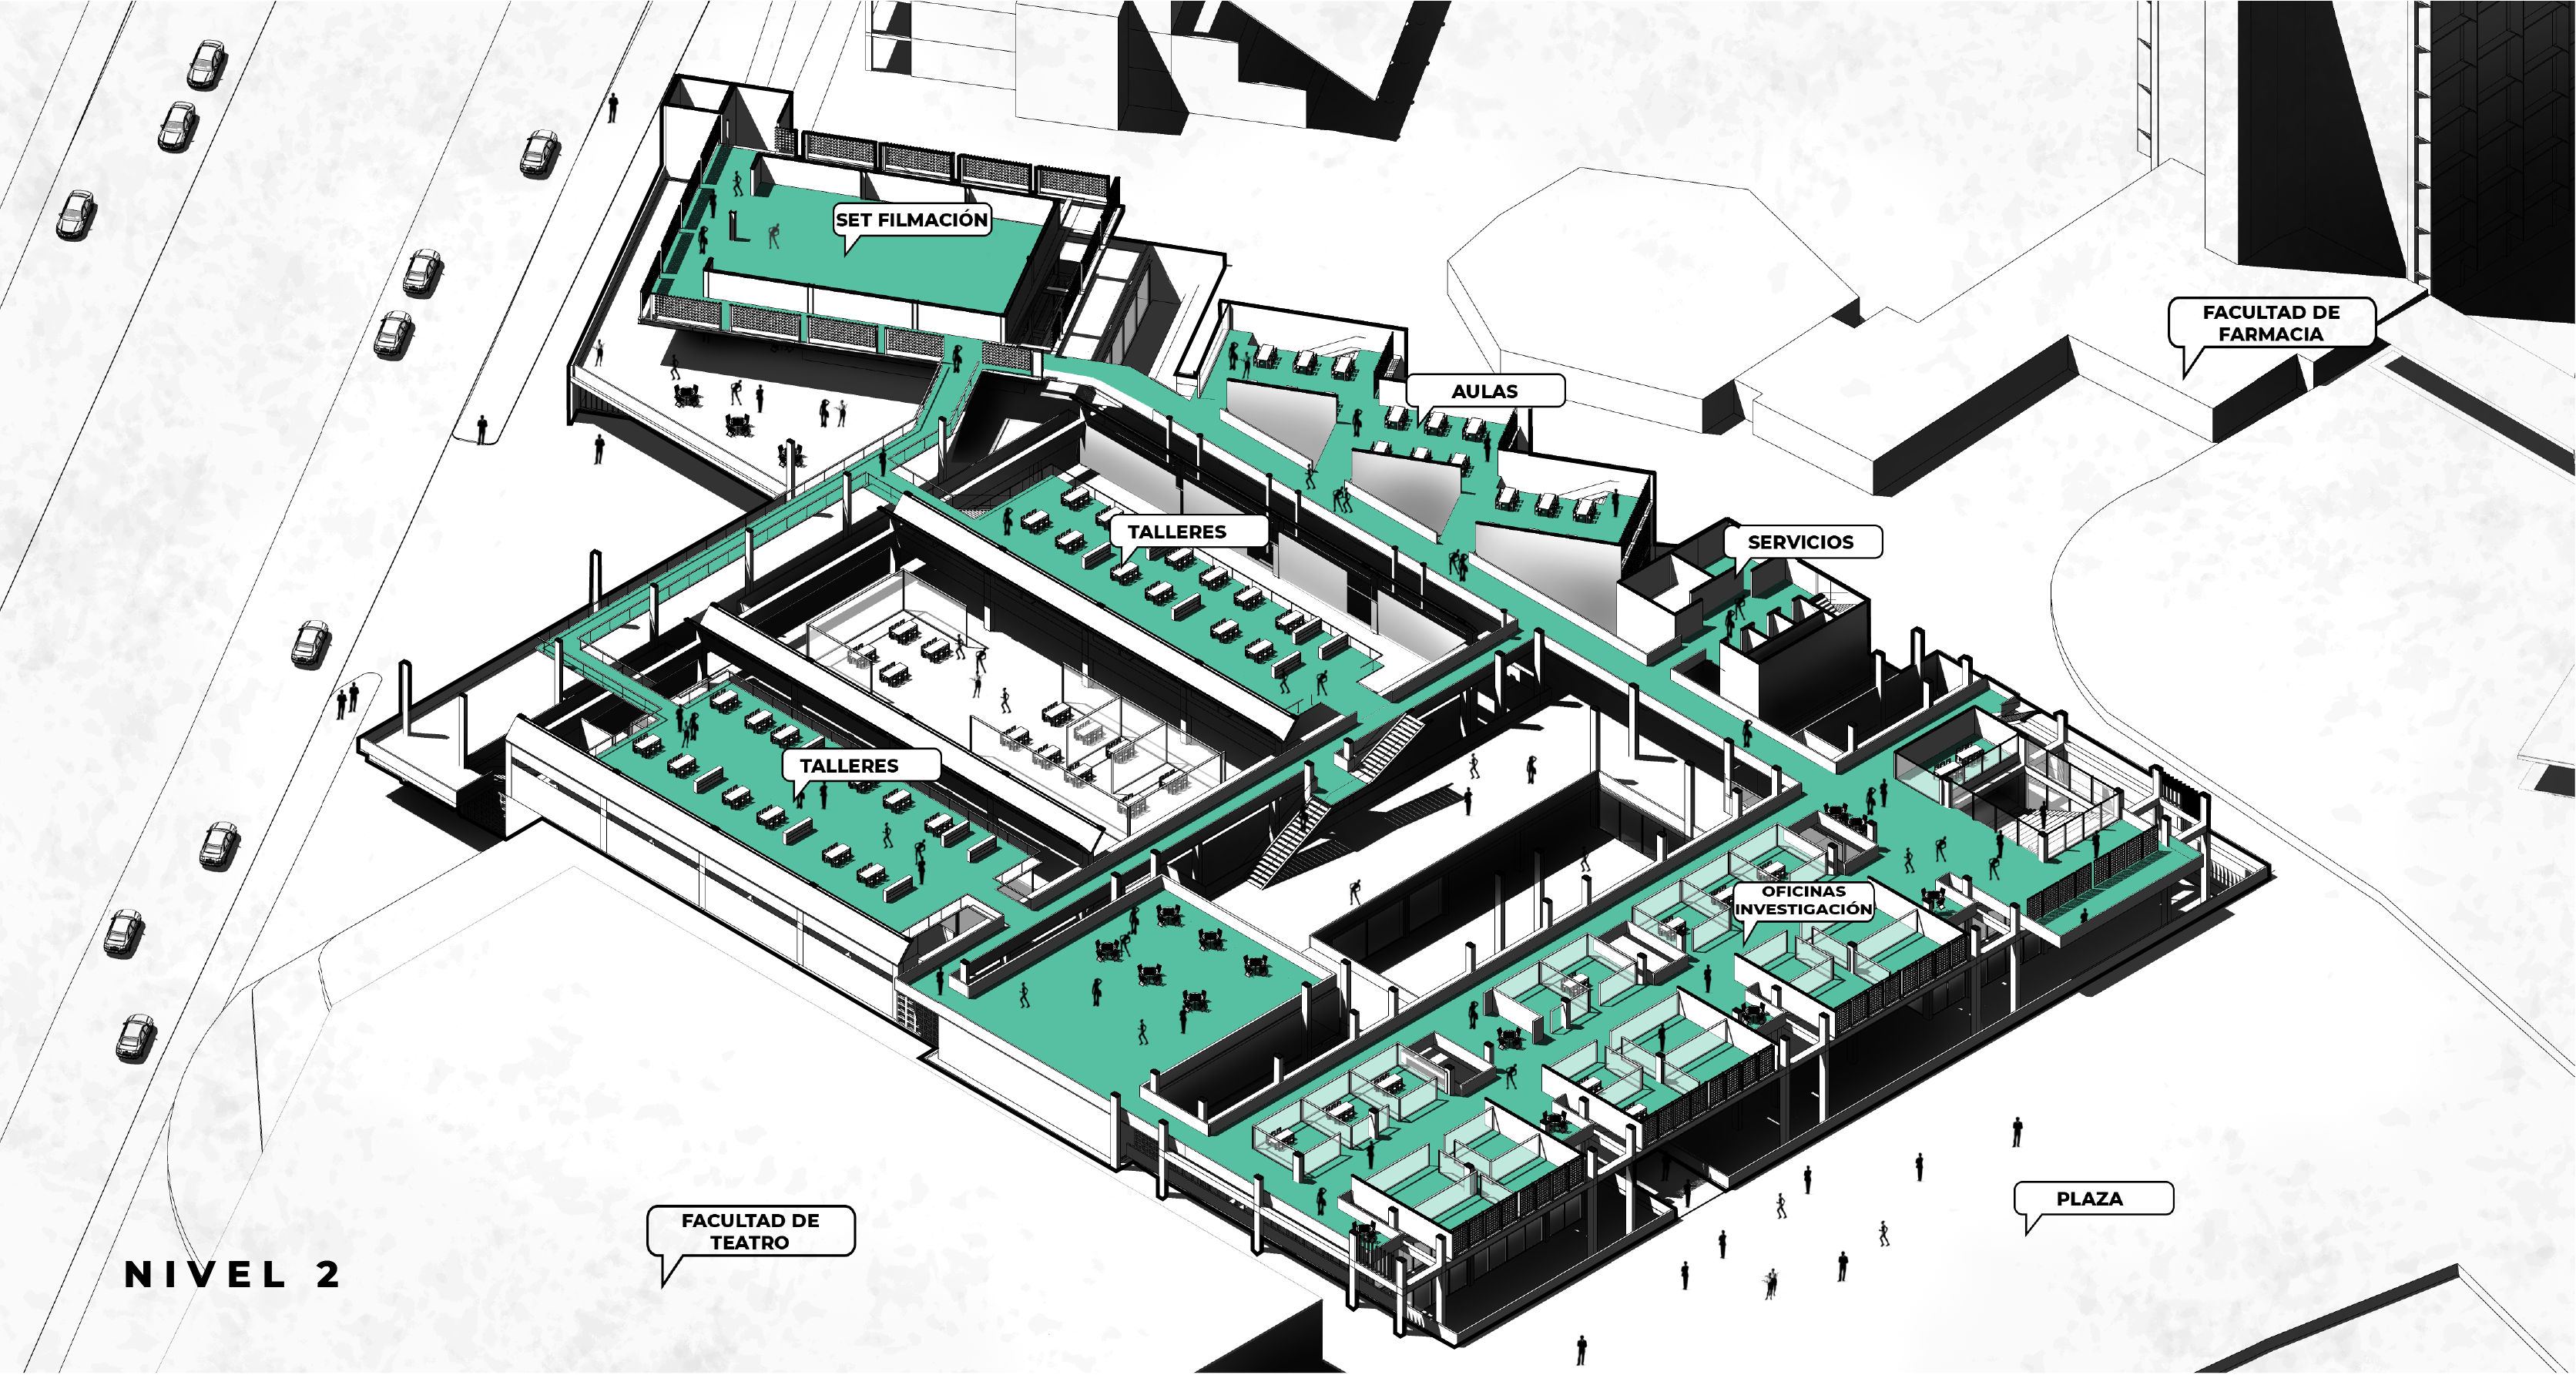 SET FILMACIÓN
FACULTAD DE
FARMACIA
AULAS
TALLERES
SERVICIOS
TALLERES
OFICINAS
INVESTIGACIÓN
PLAZA
FACULTAD DE
TEATRO
NIVEL 2